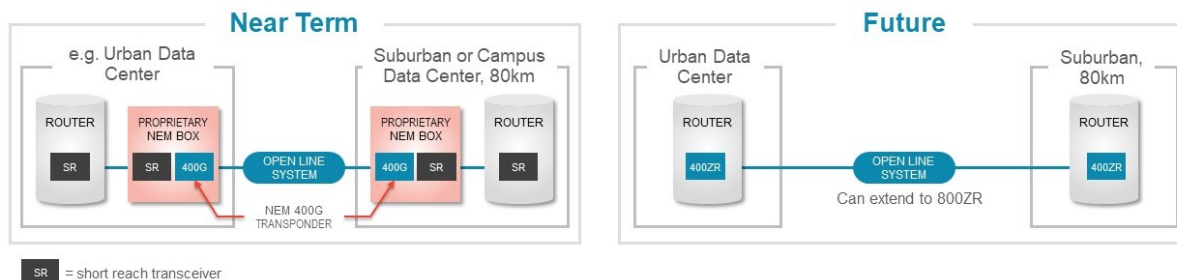 Near Term
e.g. Urban Data
Center
Suburban or Campus
Data Center, 80km
ROUTER
SR
PROPRIETARY
NEM BOX
SR
400G
OPEN LINE
SYSTEM
PROPRIETARY
NEM BOX
400G
SR
ROUTER
SR
NEM 400G
TRANSPONDER
Future
Urban Data
Center
Suburban,
80km
ROUTER
400ZR
OPEN LINE
SYSTEM
Can extend to 800ZR
ROUTER
400ZR
SR = short reach transceiver